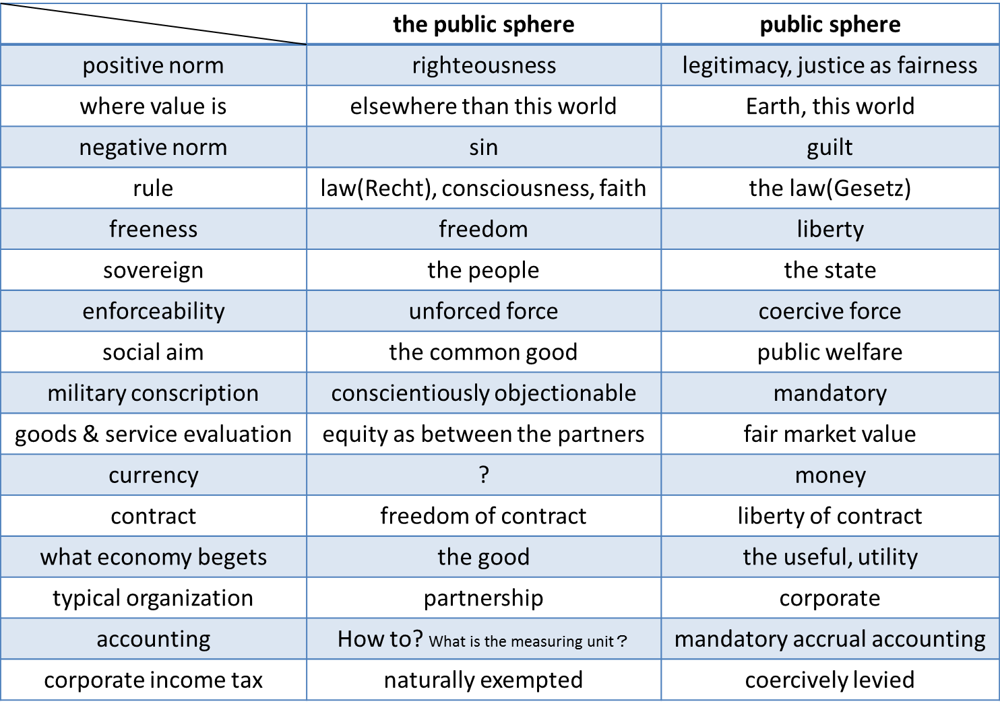 the public sphere public sphere
positive norm righteousness legitimacy, justice as fairness
where value is elsewhere than this world Earth, this world
negative norm sin guilt
rule law(Recht), consciousness, faith the law(Gesetz)
freeness freedom liberty
sovereign the people the state
enforceability unforced force coercive force
social aim the common good public welfare
military conscription conscientiously objectionable mandatory
goods & service evaluation equity as between the partners fair market value
currency ? money
contract freedom of contract liberty of contract
what economy begets the good the useful, utility
typical organization partnership corporate
accounting How to? What is the measuring unit？ mandatory accrual accounting
corporate income tax naturally exempted coercively levied